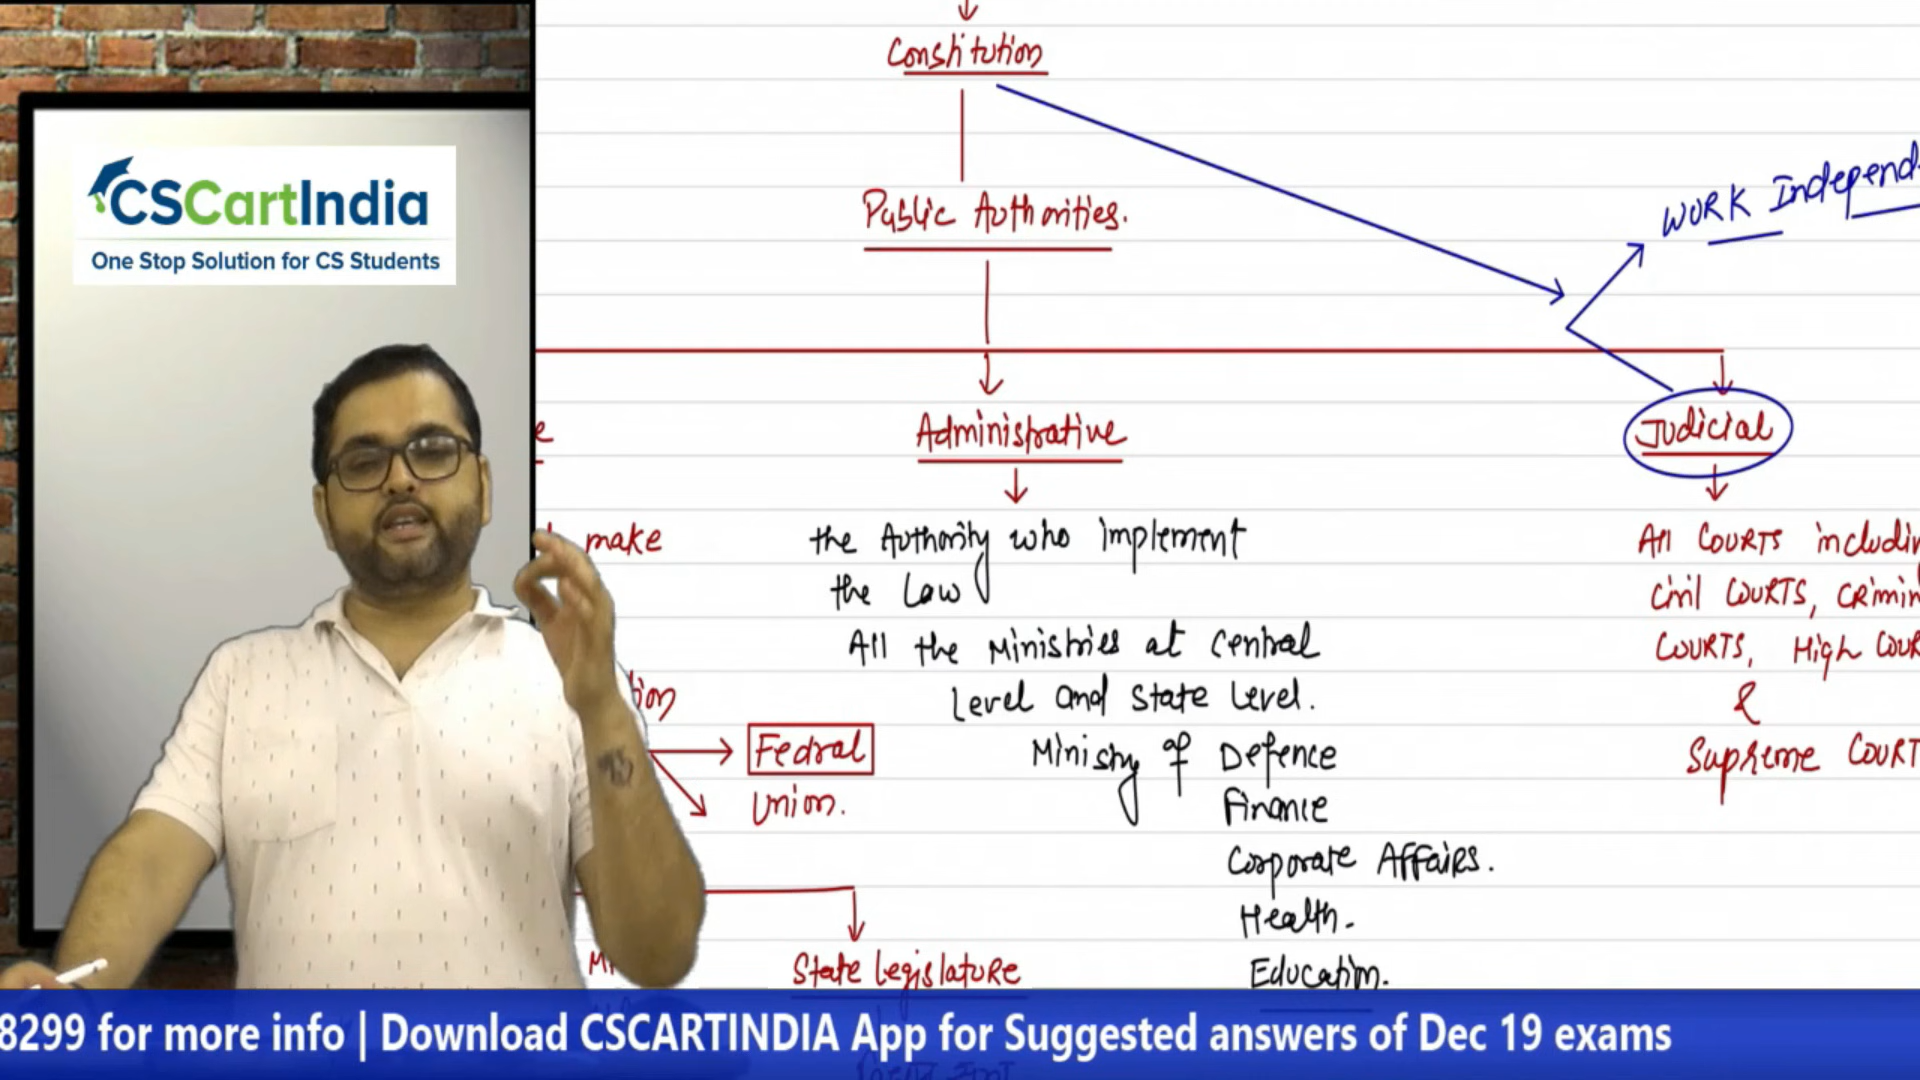 CSCartIndia
One Stop Solution for CS Students
Constitution
Public Authorities.
WORK Independ
e
Administrative
Judicial
make
the Authority who implement
the Law
All the Ministries at Central
Level and State Level.
Ministry of Defence
Finance
Corporate Affairs.
Health.
Education.
ion
Fedral
Union.
State legislature
All COURTS includin
Civil COURTS, CRimin
COURTS, High COUR
&
Supreme COURT
8299 for more info | Download CSCARTINDIA App for Suggested answers of Dec 19 exams